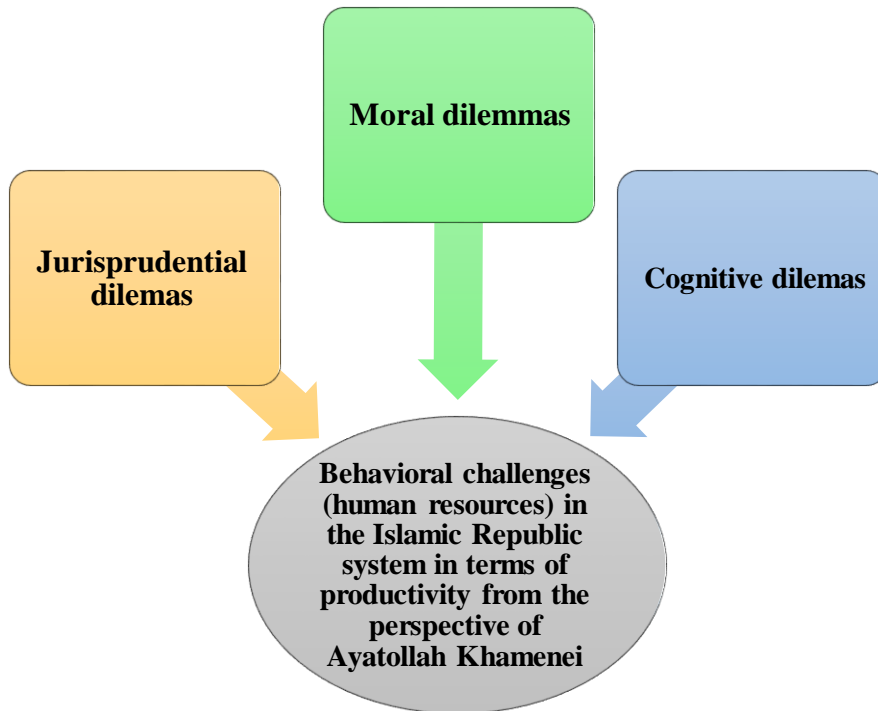 Moral dilemmas
Jurisprudential
dilemas
Cognitive dilemas
Behavioral challenges
(human resources) in
the Islamic Republic
system in terms of
productivity from the
perspective of
Ayatollah Khamenei